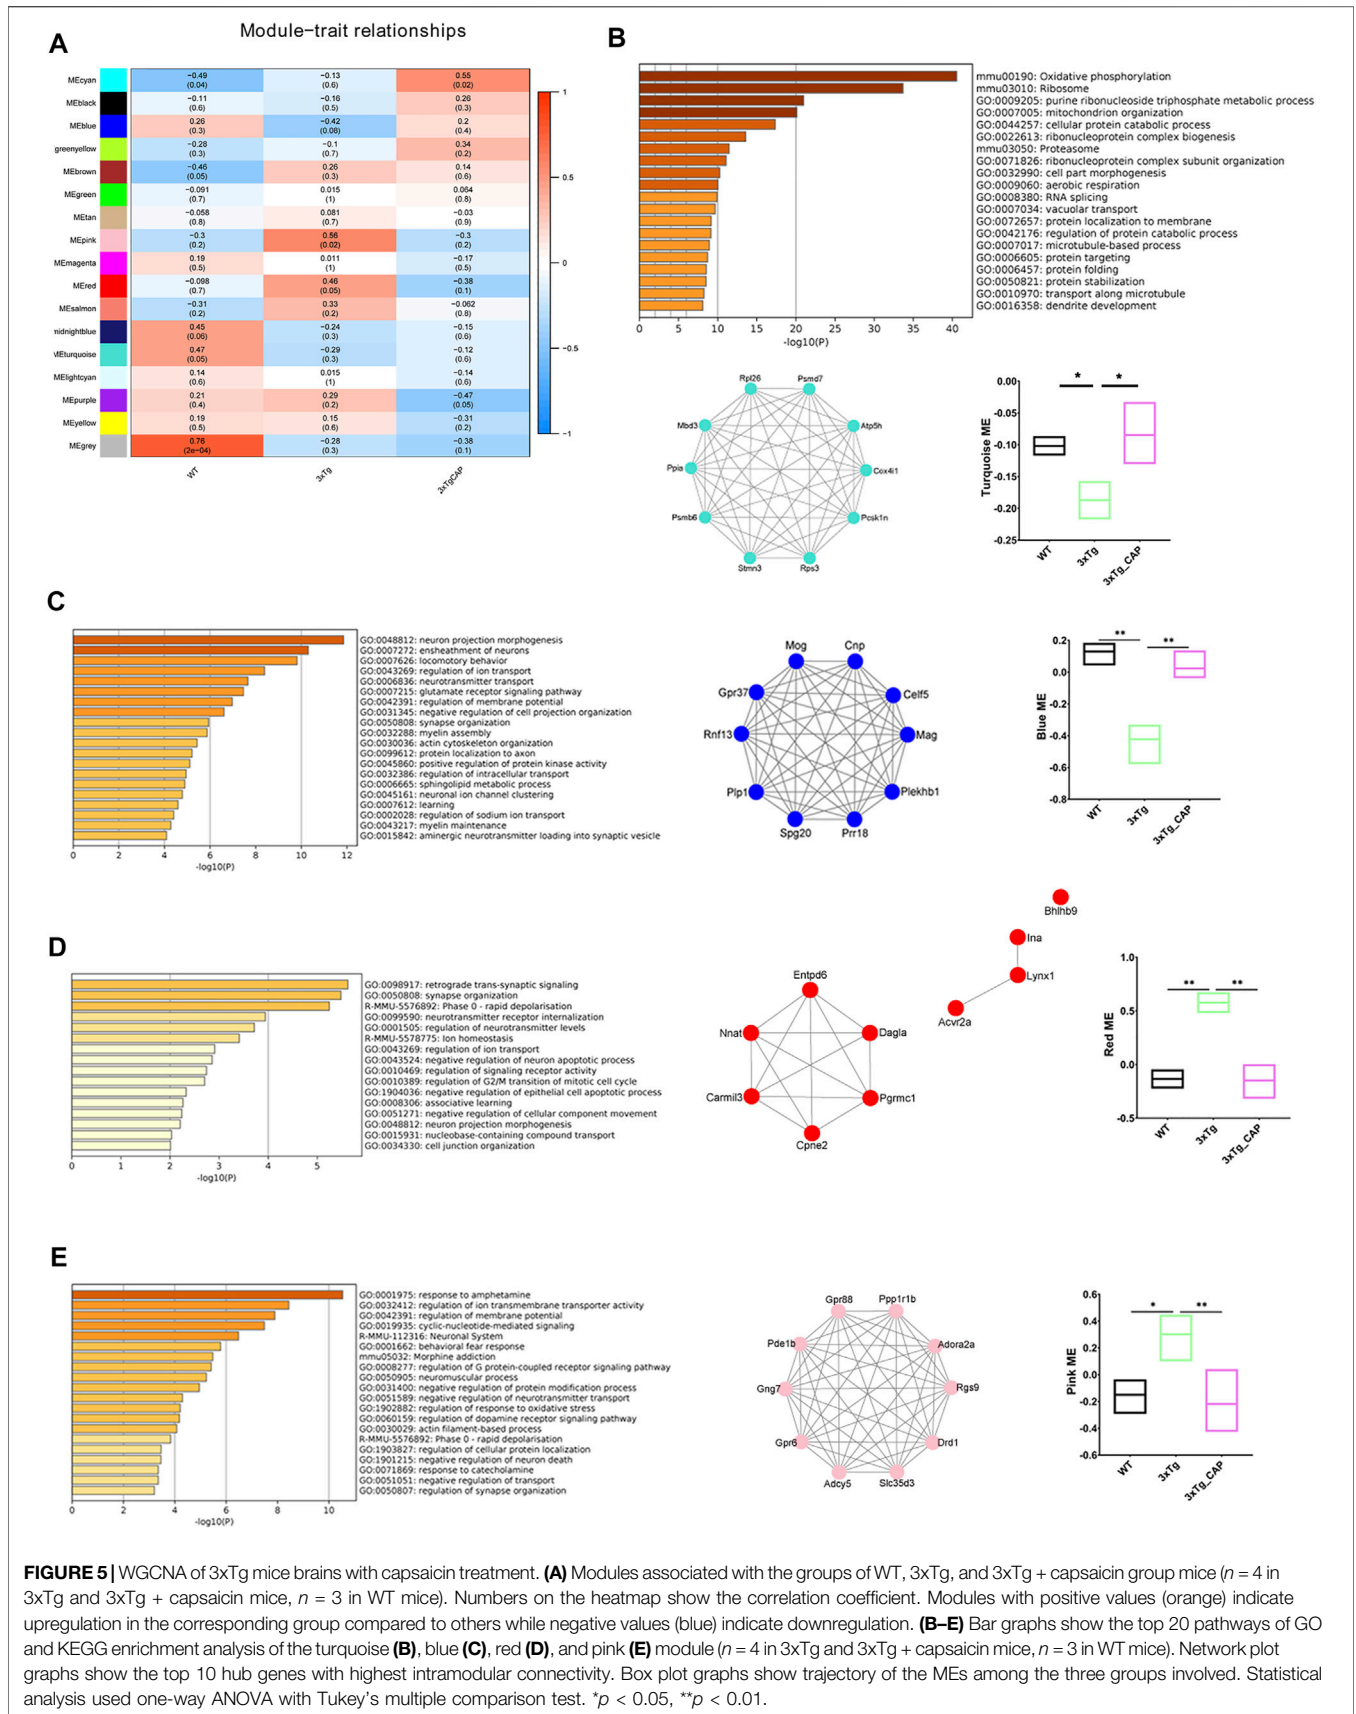 A
Module−trait relationships
MEcyan
−0.49
(0.04)
−0.13
(0.6)
0.55
(0.02)
MEblack
−0.11
(0.6)
−0.16
(0.5)
0.26
(0.3)
MEblue
0.26
(0.3)
−0.42
(0.08)
0.2
(0.4)
greenyellow
−0.28
(0.3)
−0.1
(0.7)
0.34
(0.2)
MEbrown
−0.46
(0.05)
0.26
(0.3)
0.14
(0.6)
MEgreen
−0.091
(0.7)
0.015
(1)
0.064
(0.8)
MEtan
−0.058
(0.8)
0.081
(0.7)
−0.03
(0.9)
MEpink
−0.3
(0.2)
0.56
(0.02)
−0.3
(0.2)
MEmagenta
0.19
(0.5)
0.011
(1)
−0.17
(0.5)
MEred
−0.098
(0.7)
0.46
(0.05)
−0.38
(0.1)
MEsalmon
−0.31
(0.2)
0.33
(0.2)
−0.062
(0.8)
midnightblue
0.45
(0.06)
−0.24
(0.3)
−0.15
(0.6)
MEturquoise
0.47
(0.05)
−0.29
(0.3)
−0.12
(0.6)
MElightcyan
0.14
(0.6)
0.015
(1)
−0.14
(0.6)
MEpurple
0.21
(0.4)
0.29
(0.2)
−0.47
(0.05)
MEyellow
0.19
(0.5)
0.15
(0.6)
−0.31
(0.2)
MEgrey
0.76
(2e−04)
−0.28
(0.3)
−0.38
(0.1)
WT
3xTg
3xTgCAP
1
0.5
0
−0.5
−1
B
mmu00190: Oxidative phosphorylation
mmu03010: Ribosome
GO:0009205: purine ribonucleoside triphosphate metabolic process
GO:0007005: mitochondrion organization
GO:0044257: cellular protein catabolic process
GO:0022613: ribonucleoprotein complex biogenesis
mmu03050: Proteasome
GO:0071826: ribonucleoprotein complex subunit organization
GO:0032990: cell part morphogenesis
GO:0009060: aerobic respiration
GO:0008380: RNA splicing
GO:0007034: vacuolar transport
GO:0072657: protein localization to membrane
GO:0042176: regulation of protein catabolic process
GO:0007017: microtubule-based process
GO:0006605: protein targeting
GO:0006457: protein folding
GO:0050821: protein stabilization
GO:0010970: transport along microtubule
GO:0016358: dendrite development
0 5 10 15 20 25 30 35 40
-log10(P)
Rpl26
Psmd7
Mbd3
Atp5h
Ppia
Cox4i1
Psmb6
Pcsk1n
Stmn3
Rps3
Turquoise ME
0.00
-0.05
-0.10
-0.15
-0.20
-0.25
* *
WT
3xTg
3xTg_CAP
C
GO:0048812: neuron projection morphogenesis
GO:0007272: ensheathment of neurons
GO:0007626: locomotory behavior
GO:0043269: regulation of ion transport
GO:0006836: neurotransmitter transport
GO:0007215: glutamate receptor signaling pathway
GO:0042391: regulation of membrane potential
GO:0031345: negative regulation of cell projection organization
GO:0050808: synapse organization
GO:0032288: myelin assembly
GO:0030036: actin cytoskeleton organization
GO:0099612: protein localization to axon
GO:0045860: positive regulation of protein kinase activity
GO:0032386: regulation of intracellular transport
GO:0006665: sphingolipid metabolic process
GO:0045161: neuronal ion channel clustering
GO:0007612: learning
GO:0002028: regulation of sodium ion transport
GO:0043217: myelin maintenance
GO:0015842: aminergic neurotransmitter loading into synaptic vesicle
0 2 4 6 8 10 12
-log10(P)
Mog
Cnp
Gpr37
Celf5
Rnf13
Mag
Plp1
Plekhb1
Spg20
Prr18
Blue ME
0.2
0.0
-0.2
-0.4
-0.6
-0.8
** **
WT
3xTg
3xTg_CAP
D
GO:0098917: retrograde trans-synaptic signaling
GO:0050808: synapse organization
R-MMU-5576892: Phase 0 - rapid depolarisation
GO:0099590: neurotransmitter receptor internalization
GO:0001505: regulation of neurotransmitter levels
R-MMU-5578775: Ion homeostasis
GO:0043269: regulation of ion transport
GO:0043524: negative regulation of neuron apoptotic process
GO:0010469: regulation of signaling receptor activity
GO:0010389: regulation of G2/M transition of mitotic cell cycle
GO:1904036: negative regulation of epithelial cell apoptotic process
GO:0008306: associative learning
GO:0051271: negative regulation of cellular component movement
GO:0048812: neuron projection morphogenesis
GO:0015931: nucleobase-containing compound transport
GO:0034330: cell junction organization
0 1 2 3 4 5
-log10(P)
Bhlhb9
Ina
Lynx1
Acvr2a
Entpd6
Nnat
Dagla
Carmil3
Pgrmc1
Cpne2
Red ME
1.0
0.5
0.0
-0.5
** **
WT
3xTg
3xTg_CAP
E
GO:0001975: response to amphetamine
GO:0032412: regulation of ion transmembrane transporter activity
GO:0042391: regulation of membrane potential
GO:0019935: cyclic-nucleotide-mediated signaling
R-MMU-112316: Neuronal System
GO:0001662: behavioral fear response
mmu05032: Morphine addiction
GO:0008277: regulation of G protein-coupled receptor signaling pathway
GO:0050905: neuromuscular process
GO:0031400: negative regulation of protein modification process
GO:0051589: negative regulation of neurotransmitter transport
GO:1902882: regulation of response to oxidative stress
GO:0060159: regulation of dopamine receptor signaling pathway
GO:0030029: actin filament-based process
R-MMU-5576892: Phase 0 - rapid depolarisation
GO:1903827: regulation of cellular protein localization
GO:1901215: negative regulation of neuron death
GO:0071869: response to catecholamine
GO:0051051: negative regulation of transport
GO:0050807: regulation of synapse organization
0 2 4 6 8 10
-log10(P)
Gpr88
Ppp1r1b
Pde1b
Adora2a
Gng7
Rgs9
Gpr6
Drd1
Adcy5
Slc35d3
Pink ME
0.6
0.4
0.2
0.0
-0.2
-0.4
-0.6
* **
WT
3xTg
3xTg_CAP
FIGURE 5 | WGCNA of 3xTg mice brains with capsaicin treatment. (A) Modules associated with the groups of WT, 3xTg, and 3xTg + capsaicin group mice (n = 4 in
3xTg and 3xTg + capsaicin mice, n = 3 in WT mice). Numbers on the heatmap show the correlation coefficient. Modules with positive values (orange) indicate
upregulation in the corresponding group compared to others while negative values (blue) indicate downregulation. (B–E) Bar graphs show the top 20 pathways of GO
and KEGG enrichment analysis of the turquoise (B), blue (C), red (D), and pink (E) module (n = 4 in 3xTg and 3xTg + capsaicin mice, n = 3 in WT mice). Network plot
graphs show the top 10 hub genes with highest intramodular connectivity. Box plot graphs show trajectory of the MEs among the three groups involved. Statistical
analysis used one-way ANOVA with Tukey's multiple comparison test. *p < 0.05, **p < 0.01.